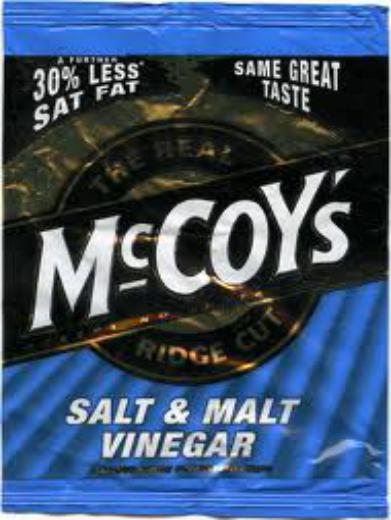 A FURTHER
30% LESS*
SAT FAT
SAME GREAT
TASTE
THE REAL
McCOY's
RIDGE CUT
SALT & MALT
VINEGAR